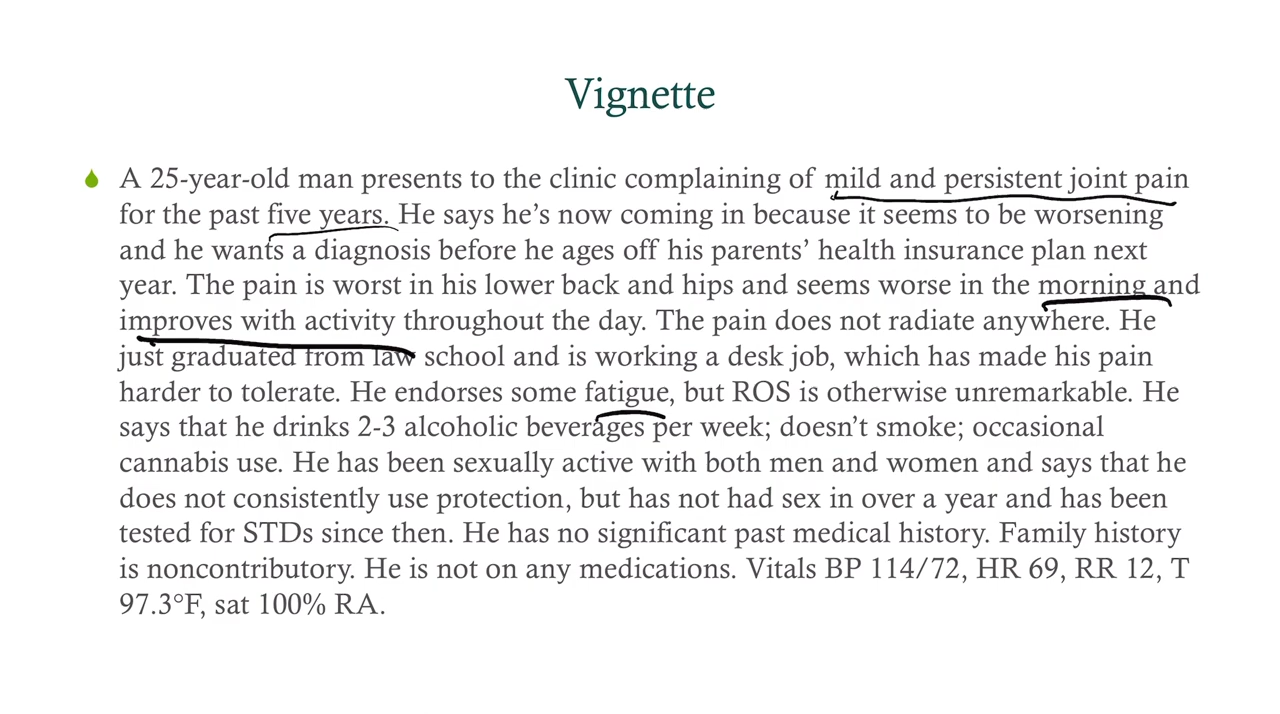 Vignette
A 25-year-old man presents to the clinic complaining of mild and persistent joint pain
for the past five years. He says he’s now coming in because it seems to be worsening
and he wants a diagnosis before he ages off his parents’ health insurance plan next
year. The pain is worst in his lower back and hips and seems worse in the morning and
improves with activity throughout the day. The pain does not radiate anywhere. He
just graduated from law school and is working a desk job, which has made his pain
harder to tolerate. He endorses some fatigue, but ROS is otherwise unremarkable. He
says that he drinks 2-3 alcoholic beverages per week; doesn’t smoke; occasional
cannabis use. He has been sexually active with both men and women and says that he
does not consistently use protection, but has not had sex in over a year and has been
tested for STDs since then. He has no significant past medical history. Family history
is noncontributory. He is not on any medications. Vitals BP 114/72, HR 69, RR 12, T
97.3°F, sat 100% RA.